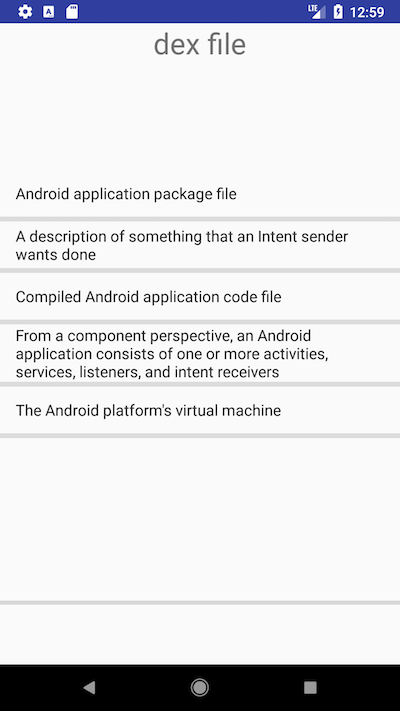 LTE 12:59
dex file
Android application package file
A description of something that an Intent sender
wants done
Compiled Android application code file
From a component perspective, an Android
application consists of one or more activities,
services, listeners, and intent receivers
The Android platform's virtual machine